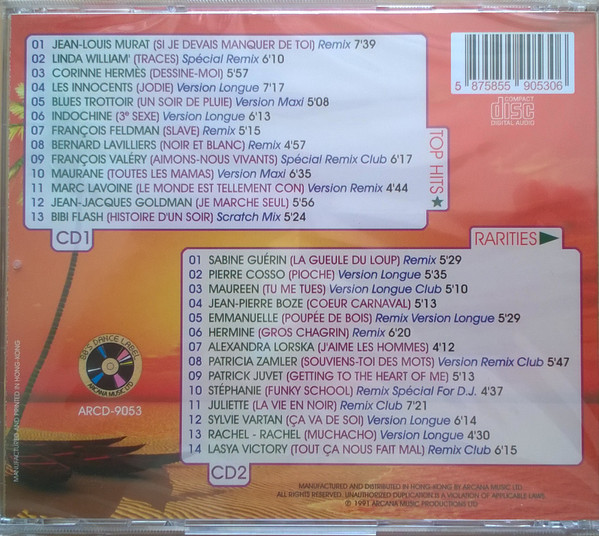 01 JEAN-LOUIS MURAT (SI JE DEVAIS MANQUER DE TOI) Remix 7'39
02 LINDA WILLIAM' (TRACES) Spécial Remix 6'10
03 CORINNE HERMÈS (DESSINE-MOI) 5'57
04 LES INNOCENTS (JODIE) Version Longue 7'17
05 BLUES TROTTOIR (UN SOIR DE PLUIE) Version Maxi 5'08
06 INDOCHINE (3e SEXE) Version Longue 6'13
07 FRANÇOIS FELDMAN (SLAVE) Remix 5'15
08 BERNARD LAVILLIERS (NOIR ET BLANC) Remix 4'57
09 FRANÇOIS VALÉRY (AIMONS-NOUS VIVANTS) Spécial Remix Club 6'17
10 MAURANE (TOUTES LES MAMAS) Version Maxi 6'35
11 MARC LAVOINE (LE MONDE EST TELLEMENT CON) Version Remix 4'44
12 JEAN-JACQUES GOLDMAN (JE MARCHE SEUL) 5'56
13 BIBI FLASH (HISTOIRE D'UN SOIR) Scratch Mix 5'24
CD1
TOP HITS
5 875855 905306
COMPACT
disc
DIGITAL AUDIO
RARITIES
01 SABINE GUÉRIN (LA GUEULE DU LOUP) Remix 5'29
02 PIERRE COSSO (PIOCHE) Version Longue 5'35
03 MAUREEN (TU ME TUES) Version Longue Club 5'10
04 JEAN-PIERRE BOZE (COEUR CARNAVAL) 5'13
05 EMMANUELLE (POUPÉE DE BOIS) Remix Version Longue 5'29
06 HERMINE (GROS CHAGRIN) Remix 6'20
07 ALEXANDRA LORSKA (J'AIME LES HOMMES) 4'12
08 PATRICIA ZAMLER (SOUVIENS-TOI DES MOTS) Version Remix Club 5'47
09 PATRICK JUVET (GETTING TO THE HEART OF ME) 5'13
10 STÉPHANIE (FUNKY SCHOOL) Remix Spécial For D.J. 4'37
11 JULIETTE (LA VIE EN NOIR) Remix Club 7'21
12 SYLVIE VARTAN (ÇA VA DE SOI) Version Longue 6'14
13 RACHEL - RACHEL (MUCHACHO) Version Longue 4'30
14 LASYA VICTORY (TOUT ÇA NOUS FAIT MAL) Remix Club 6'15
CD2
80'S DANCE LABEL
ARCANA MUSIC LTD
ARCD-9053
MANUFACTURED AND PRINTED IN HONG-KONG
MANUFACTURED AND DISTRIBUTED IN HONG-KONG BY ARCANA MUSIC LTD.
ALL RIGHTS RESERVED. UNAUTHORIZED DUPLICATION IS A VIOLATION OF APPLICABLE LAWS.
℗ 1991 ARCANA MUSIC PRODUCTIONS LTD